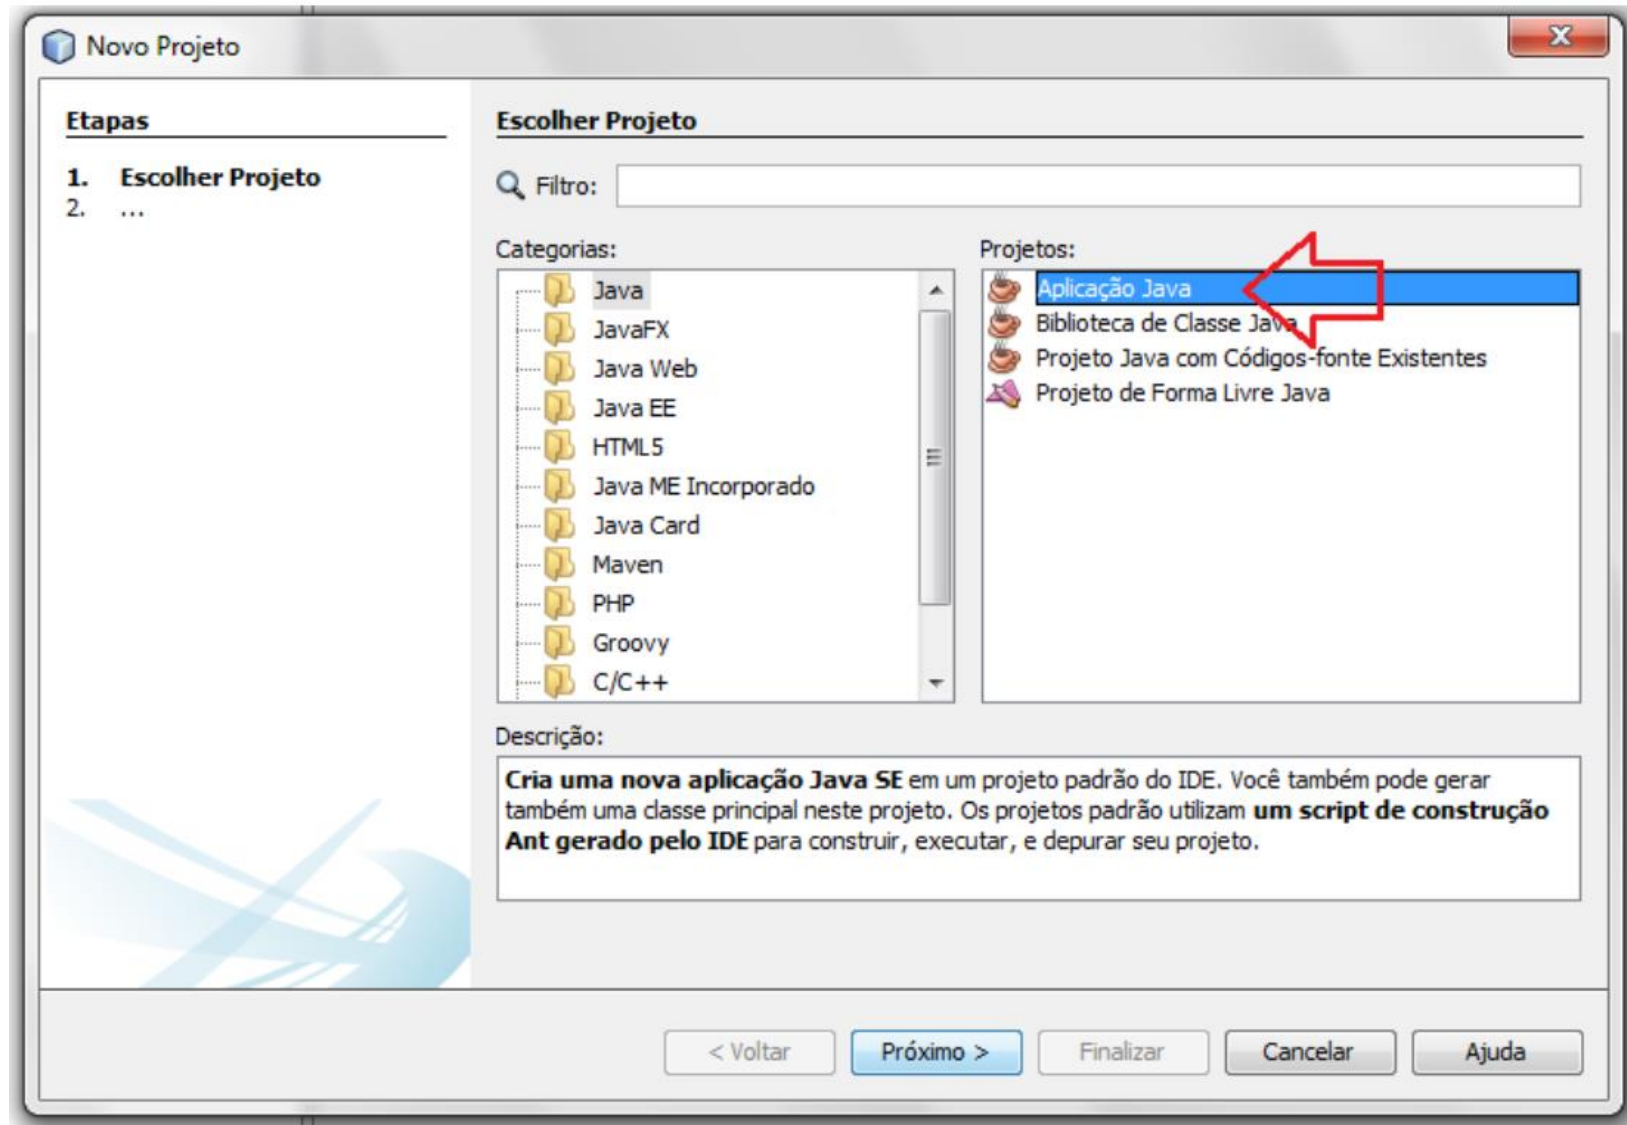 Novo Projeto
Etapas
1. Escolher Projeto
2. ...
Escolher Projeto
Filtro:
Categorias:
Java
JavaFX
Java Web
Java EE
HTML5
Java ME Incorporado
Java Card
Maven
PHP
Groovy
C/C++
Projetos:
Aplicação Java
Biblioteca de Classe Java
Projeto Java com Códigos-fonte Existentes
Projeto de Forma Livre Java
Descrição:
Cria uma nova aplicação Java SE em um projeto padrão do IDE. Você também pode gerar
também uma classe principal neste projeto. Os projetos padrão utilizam um script de construção
Ant gerado pelo IDE para construir, executar, e depurar seu projeto.
< Voltar
Próximo >
Finalizar
Cancelar
Ajuda